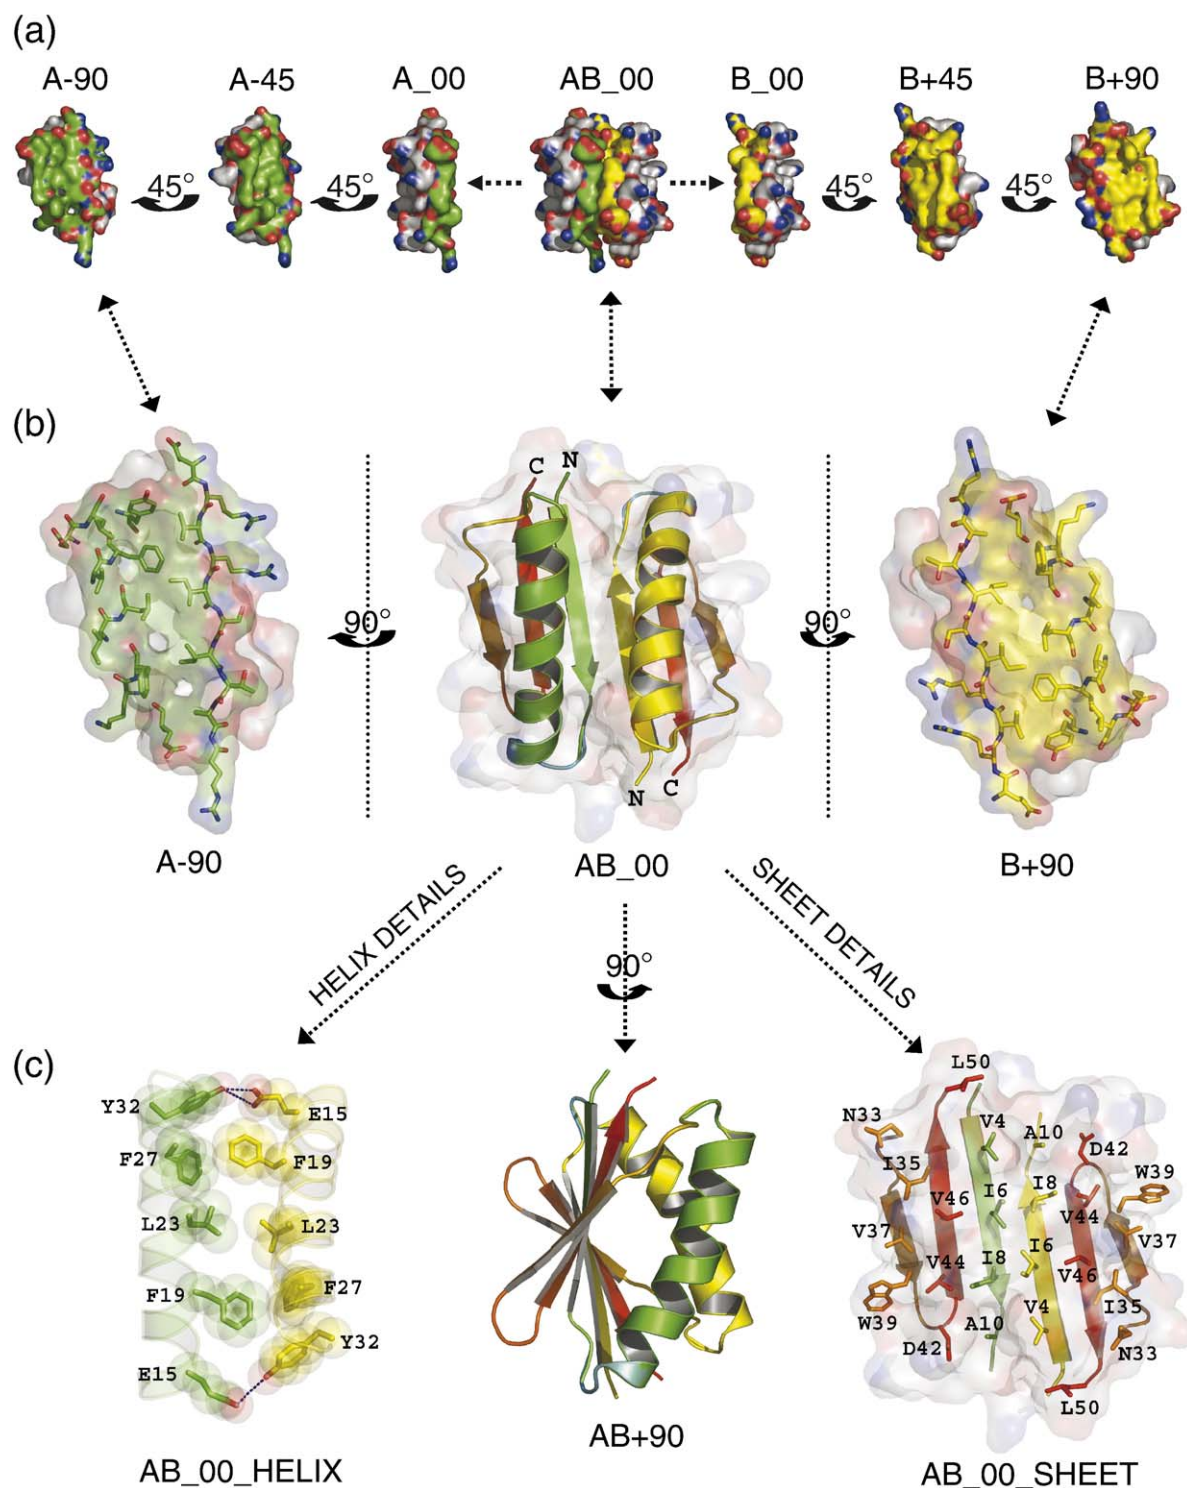 (a)
A-90 A-45 A_00 AB_00 B_00 B+45 B+90
45° 45° 45° 45°
(b)
C N
90° 90°
N C
A-90 AB_00 B+90
HELIX DETAILS
90°
SHEET DETAILS
(c)
Y32 E15
F27 F19
L23 L23
F19 F27
E15 Y32
AB_00_HELIX
AB+90
L50
N33 V4 A10 D42
I35 W39
V46 I6 I8 V44
V37 V37
V44 I8 I6 V46
W39 V4 I35
D42 A10 N33
L50
AB_00_SHEET